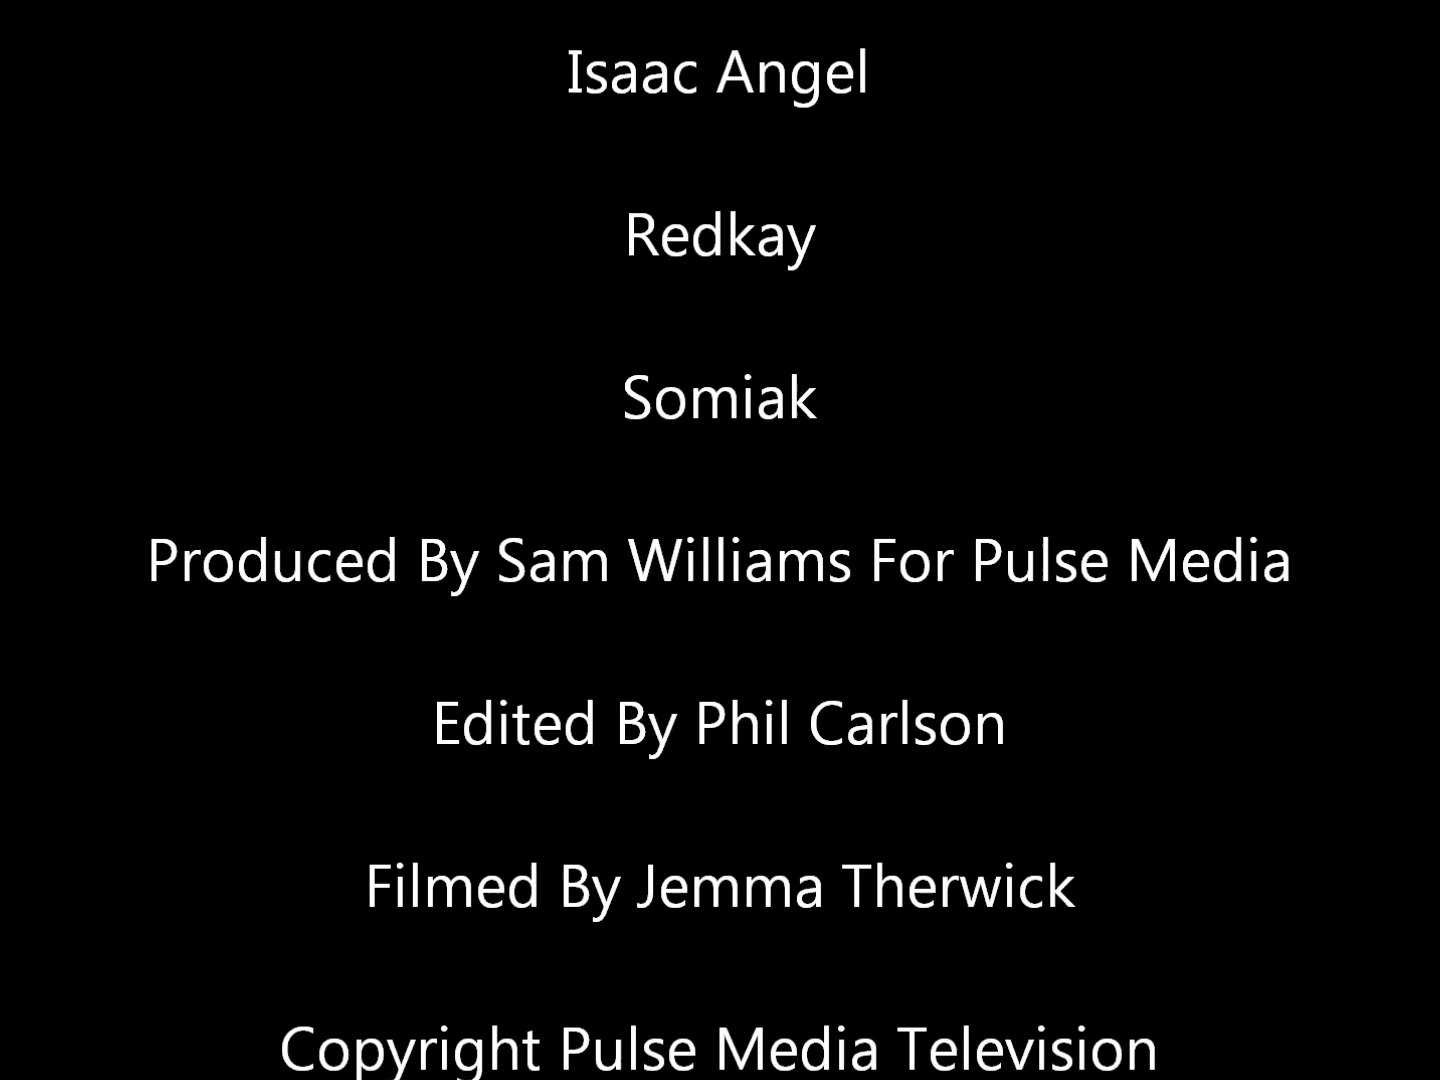 Isaac Angel
Redkay
Somiak
Produced By Sam Williams For Pulse Media
Edited By Phil Carlson
Filmed By Jemma Therwick
Copyright Pulse Media Television